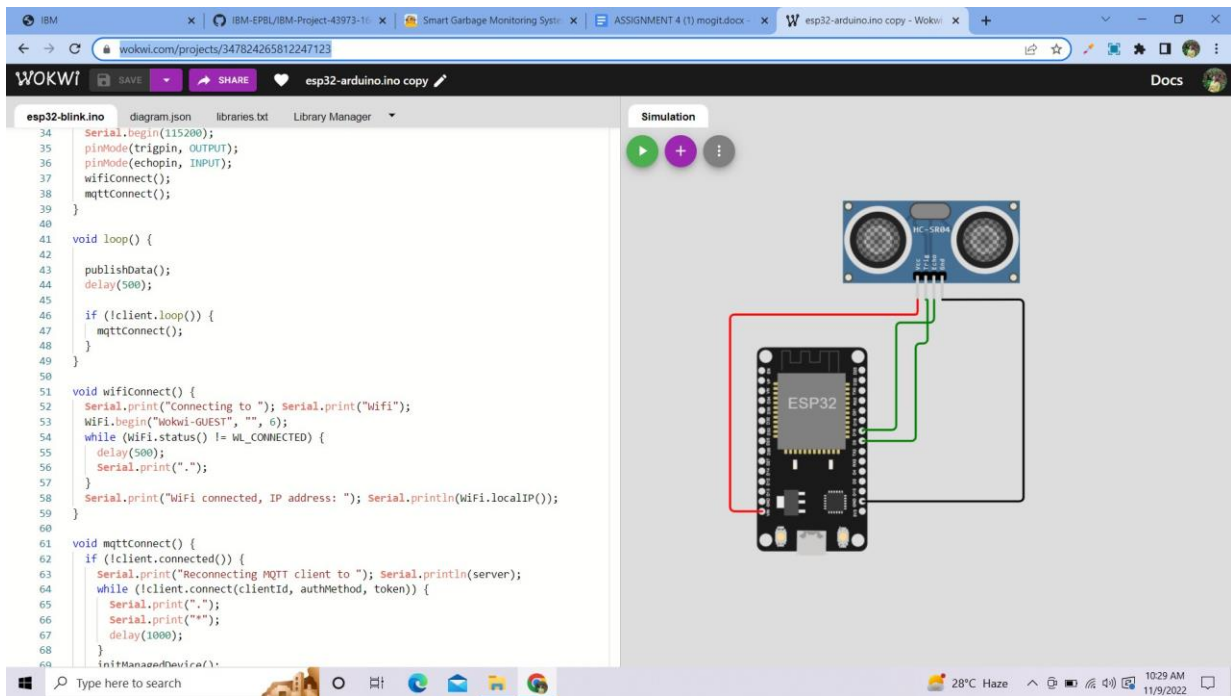 IBM
IBM-EPBL/IBM-Project-43973-16
Smart Garbage Monitoring Syste
ASSIGNMENT 4 (1) mogit.docx -
esp32-arduino.ino copy - Wokwi
wokwi.com/projects/347824265812247123
WOKWI
SAVE
SHARE
esp32-arduino.ino copy
Docs
esp32-blink.ino diagram.json libraries.txt Library Manager
Simulation
34 Serial.begin(115200);
35 pinMode(trigpin, OUTPUT);
36 pinMode(echopin, INPUT);
37 wifiConnect();
38 mqttConnect();
39 }
40
41 void loop() {
42
43 publishData();
44 delay(500);
45
46 if (!client.loop()) {
47 mqttConnect();
48 }
49 }
50
51 void wifiConnect() {
52 Serial.print("Connecting to "); Serial.print("Wifi");
53 WiFi.begin("Wokwi-GUEST", "", 6);
54 while (WiFi.status() != WL_CONNECTED) {
55 delay(500);
56 Serial.print(".");
57 }
58 Serial.print("WiFi connected, IP address: "); Serial.println(WiFi.localIP());
59 }
60
61 void mqttConnect() {
62 if (!client.connected()) {
63 Serial.print("Reconnecting MQTT client to "); Serial.println(server);
64 while (!client.connect(clientId, authMethod, token)) {
65 Serial.print(".");
66 Serial.print("*");
67 delay(1000);
68 }
69 initManagedDevice();
HC-SR04
Vcc
Trig
Echo
Gnd
ESP32
Type here to search
28°C Haze
10:29 AM
11/9/2022